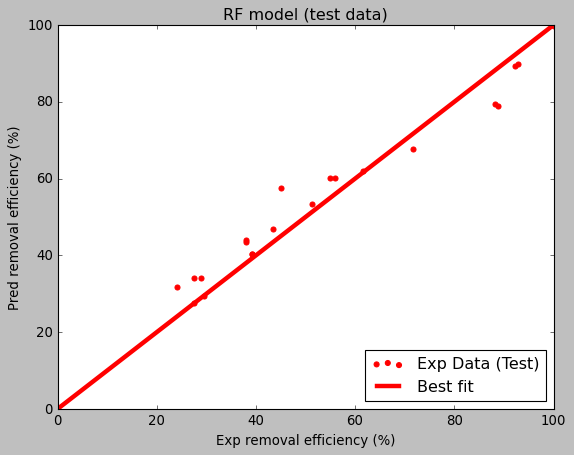 RF model (test data)
100
80
60
40
20
0
Pred removal efficiency (%)
0 20 40 60 80 100
Exp removal efficiency (%)
Exp Data (Test)
Best fit